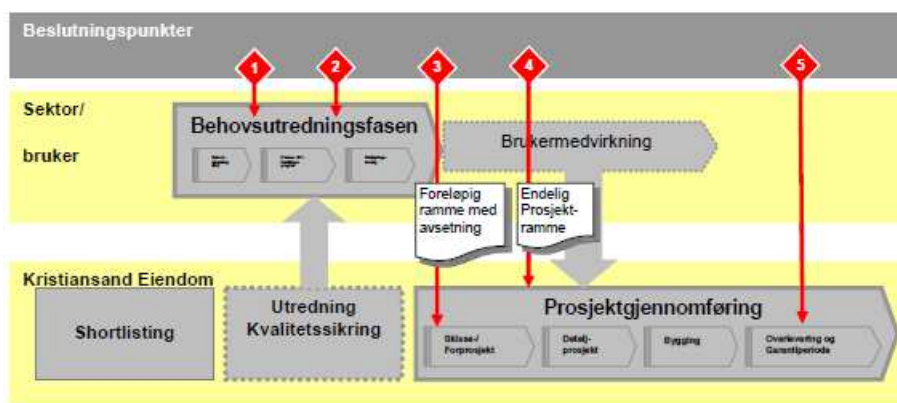 Beslutningspunkter
1
2
3
4
5
Sektor/
bruker
Behovsutredningsfasen
Brukermedvirkning
Foreløpig
ramme med
avsetning
Endelig
Prosjekt-
ramme
Kristiansand Eiendom
Shortlisting
Utredning
Kvalitetssikring
Prosjektgjennomføring
Skisse-/
Forprosjekt
Detalj-
prosjekt
Bygging
Overlevering og
Garantiperiode